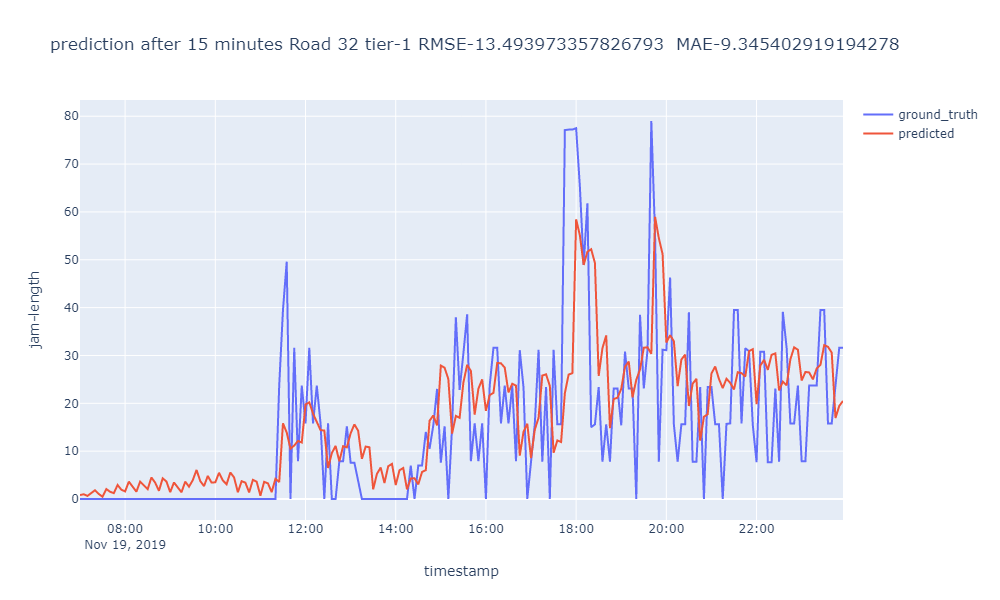 prediction after 15 minutes Road 32 tier-1 RMSE-13.493973357826793  MAE-9.345402919194278
ground_truth
predicted
80
70
60
50
40
30
20
10
0
jam-length
08:00 10:00 12:00 14:00 16:00 18:00 20:00 22:00
Nov 19, 2019
timestamp